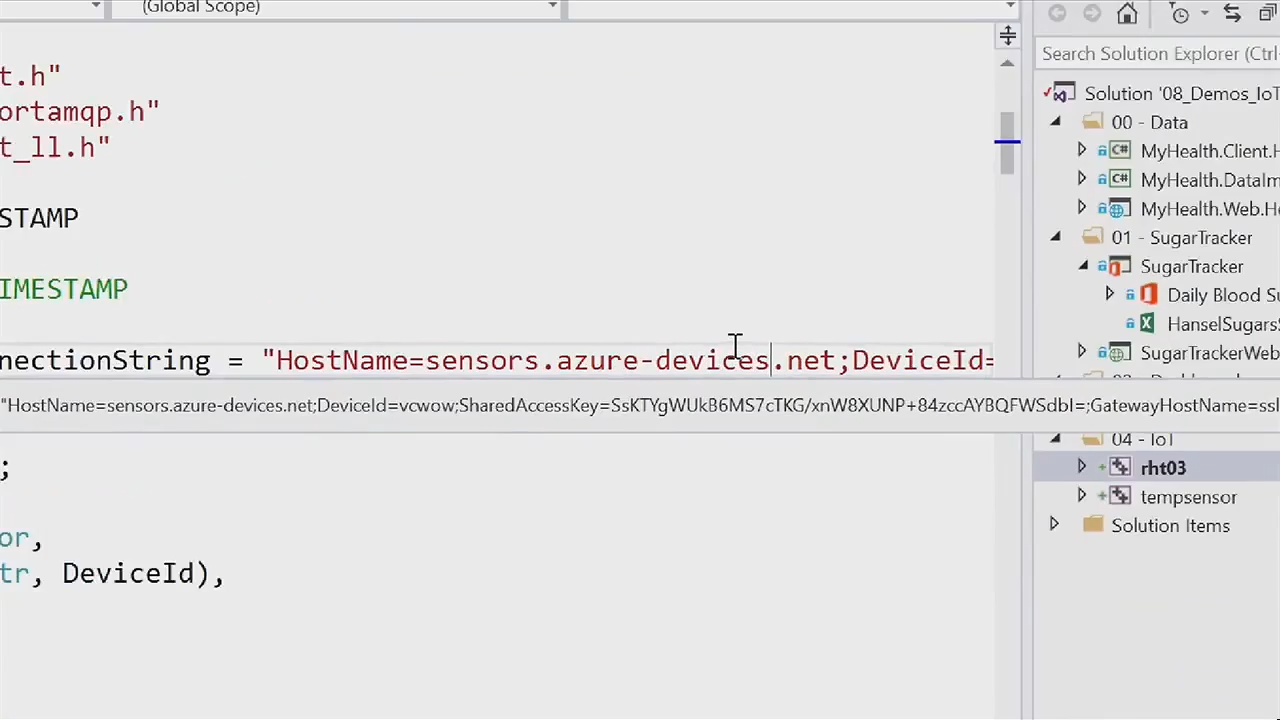 (Global Scope)
t.h"
ortamqp.h"
t_ll.h"
STAMP
IMESTAMP
nectionString = "HostName=sensors.azure-devices.net;DeviceId=
"HostName=sensors.azure-devices.net;DeviceId=vcwow;SharedAccessKey=SsKTYgWUkB6MS7cTKG/xnW8XUNP+84zccAYBQFWSdbI=;GatewayHostName=ssl
;
or,
tr, DeviceId),
Search Solution Explorer (Ctrl-
Solution '08_Demos_IoT
00 - Data
MyHealth.Client.H
MyHealth.DataIm
MyHealth.Web.Ho
01 - SugarTracker
SugarTracker
Daily Blood Su
HanselSugarsS
SugarTrackerWeb
04 - IoT
rht03
tempsensor
Solution Items